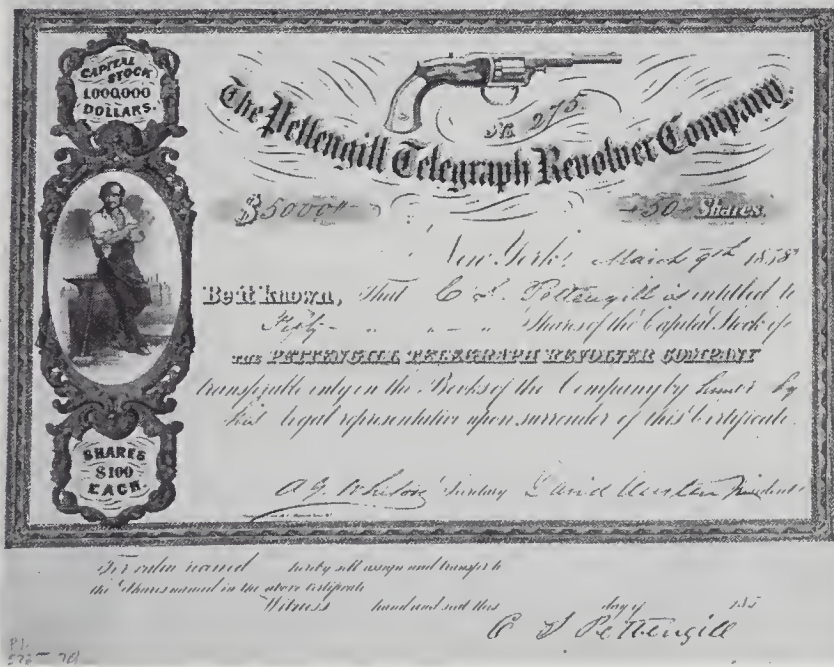 CAPITAL
STOCK
1,000,000
DOLLARS.
No. 275
The Pettengill Telegraph Revolver Company.
$5000
50 Shares.
New York, March 9th 1858
Be it known, That C S. Pettengill is entitled to
Fifty Shares of the Capital Stock of
THE PETTENGILL TELEGRAPH REVOLVER COMPANY
transferable only on the Books of the Company by him or by
his legal representative upon surrender of this Certificate.
SHARES
$100
EACH.
Secretary David President
For value received hereby sell assign and transfer to
the Shares named in the above Certificate
Witness hand and seal this day of 185
C S Pettengill